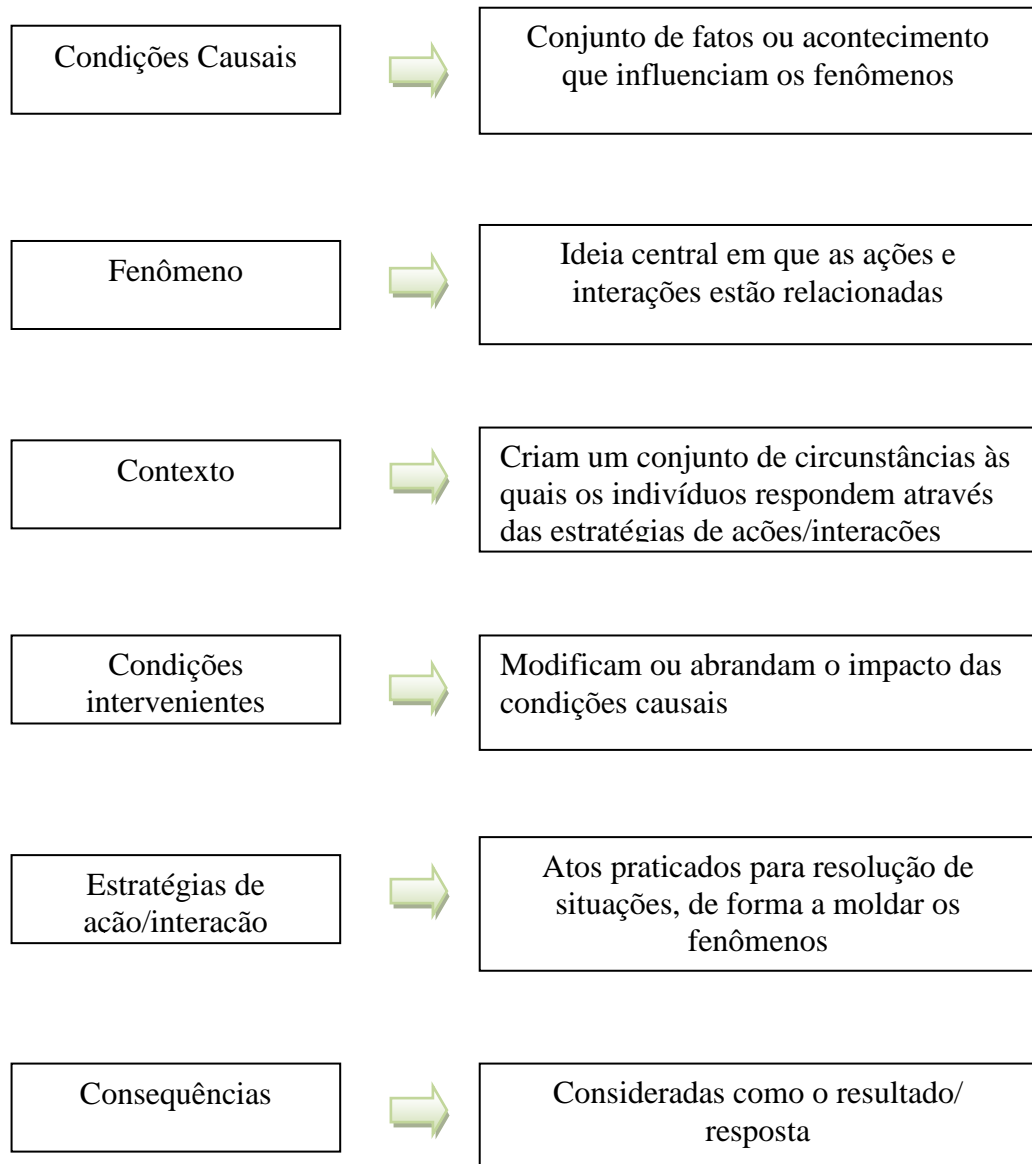 Condições Causais
Conjunto de fatos ou acontecimento
que influenciam os fenômenos
Fenômeno
Ideia central em que as ações e
interações estão relacionadas
Contexto
Criam um conjunto de circunstâncias às
quais os indivíduos respondem através
das estratégias de ações/interações
Condições
intervenientes
Modificam ou abrandam o impacto das
condições causais
Estratégias de
ação/interação
Atos praticados para resolução de
situações, de forma a moldar os
fenômenos
Consequências
Consideradas como o resultado/
resposta